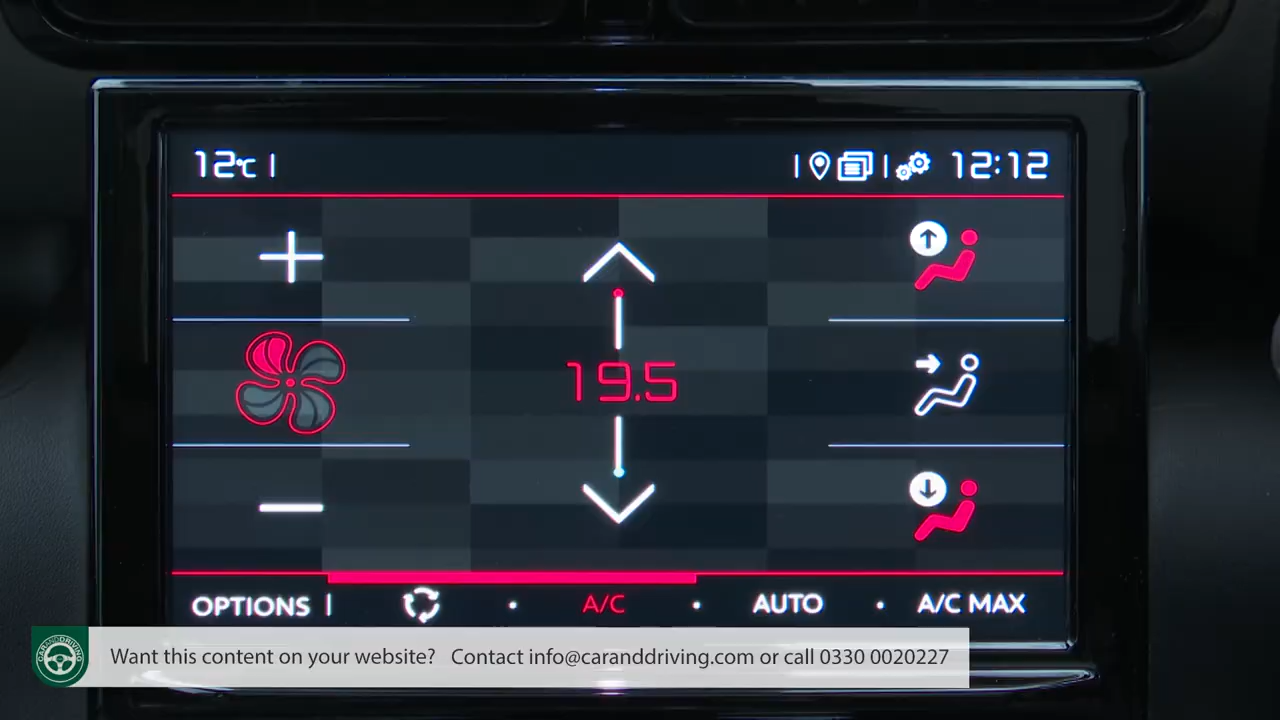 12°C
12:12
19.5
OPTIONS
A/C
AUTO
A/C MAX
CARANDDRIVING
Want this content on your website? Contact info@caranddriving.com or call 0330 0020227